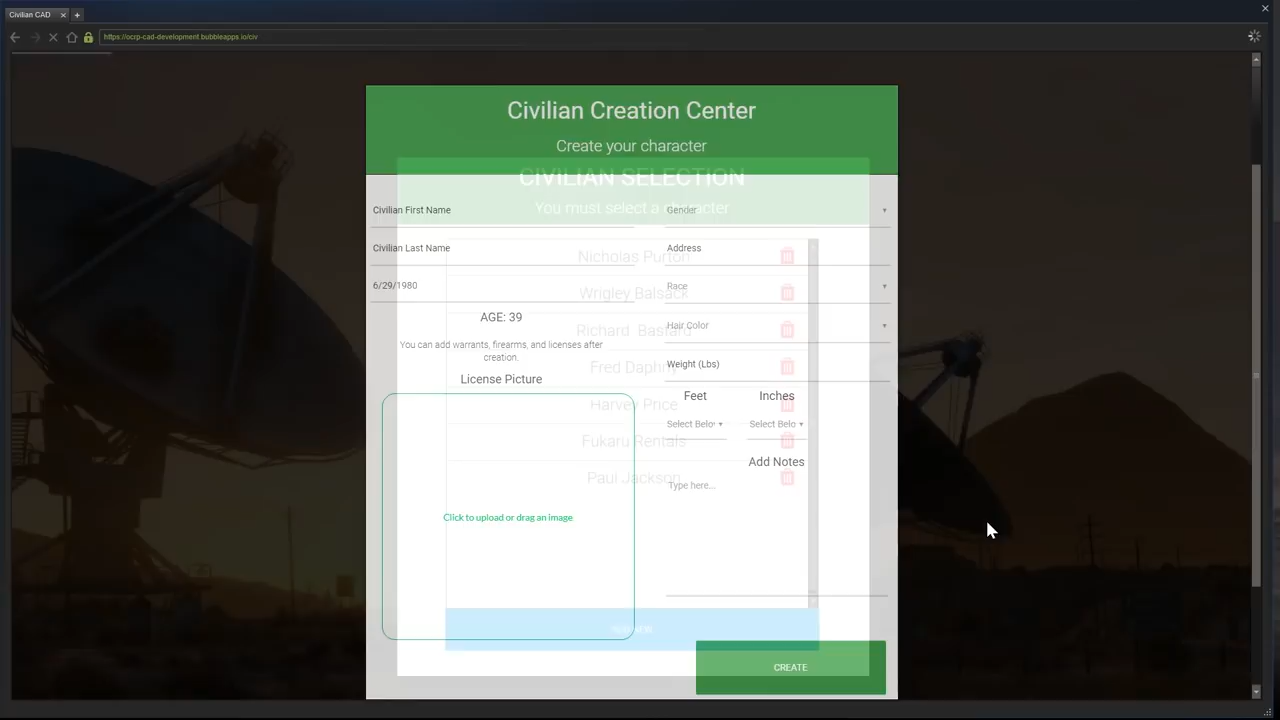 Civilian CAD
https://ocrp-cad-development.bubbleapps.io/civ
Civilian Creation Center
Create your character
CIVILIAN SELECTION
You must select a character
Civilian First Name
Gender
Civilian Last Name
Address
6/29/1980
Race
AGE: 39
Hair Color
You can add warrants, firearms, and licenses after
creation.
Weight (Lbs)
License Picture
Feet
Inches
Select Belo
Select Belo
Add Notes
Type here...
Click to upload or drag an image
Nicholas Purton
Wrigley Balsack
Richard Bastard
Fred Daphn
Harvey Price
Fukaru Rentals
Paul Jackson
CREATE